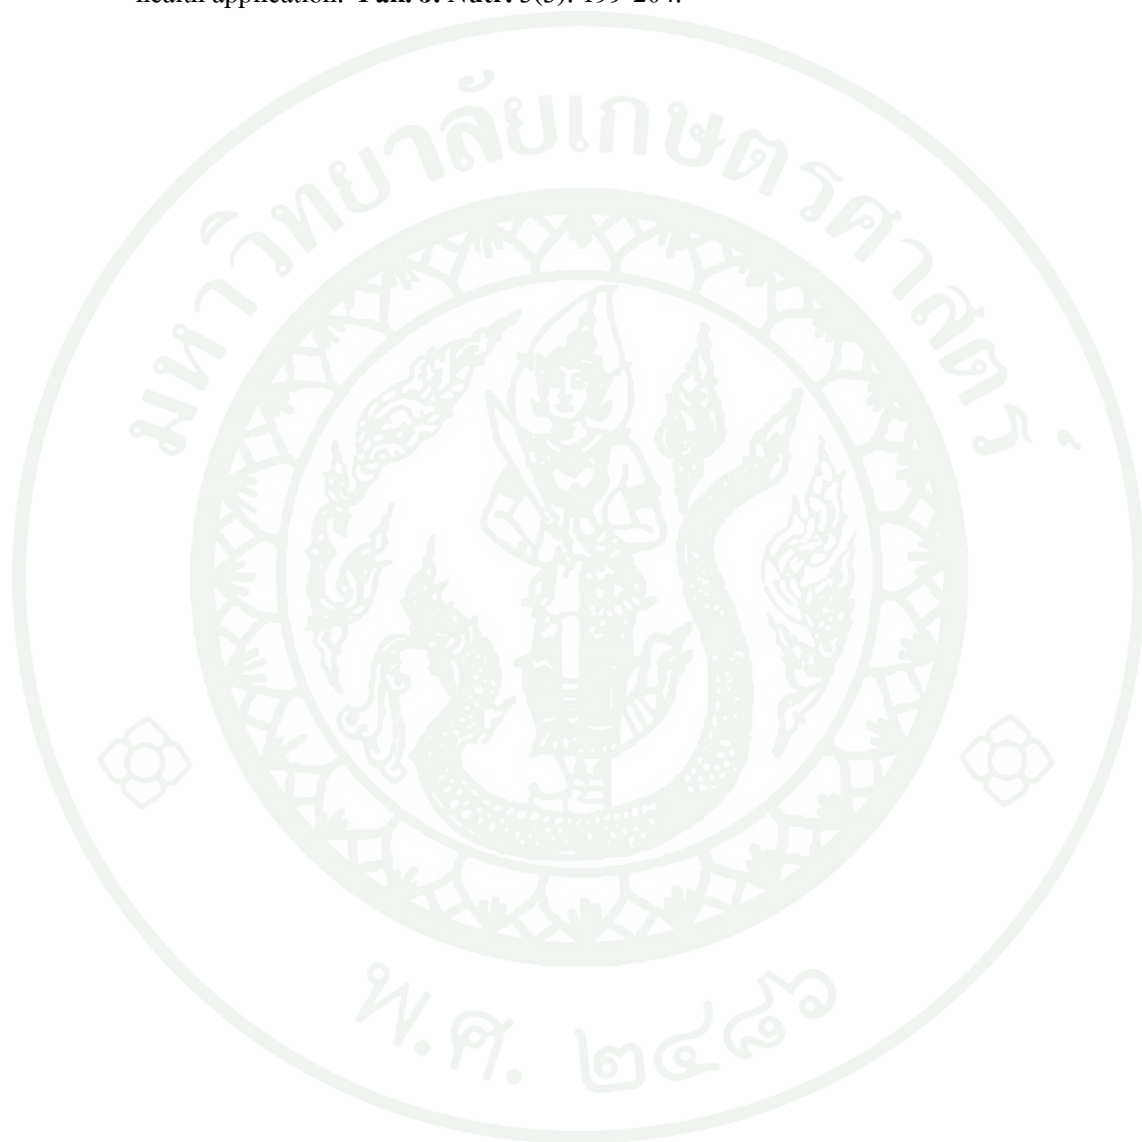 health application. Pak. J. Nutr. 3(3): 199-204.
มหาวิทยาลัยเกษตรศาสตร์
พ.ศ. ๒๔๘๖